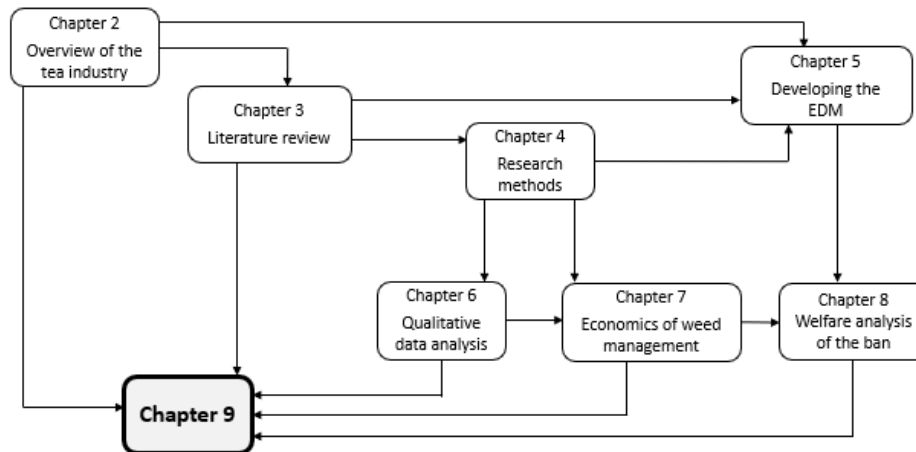 Chapter 2
Overview of the
tea industry
Chapter 3
Literature review
Chapter 4
Research
methods
Chapter 5
Developing the
EDM
Chapter 6
Qualitative
data analysis
Chapter 7
Economics of weed
management
Chapter 8
Welfare analysis
of the ban
Chapter 9